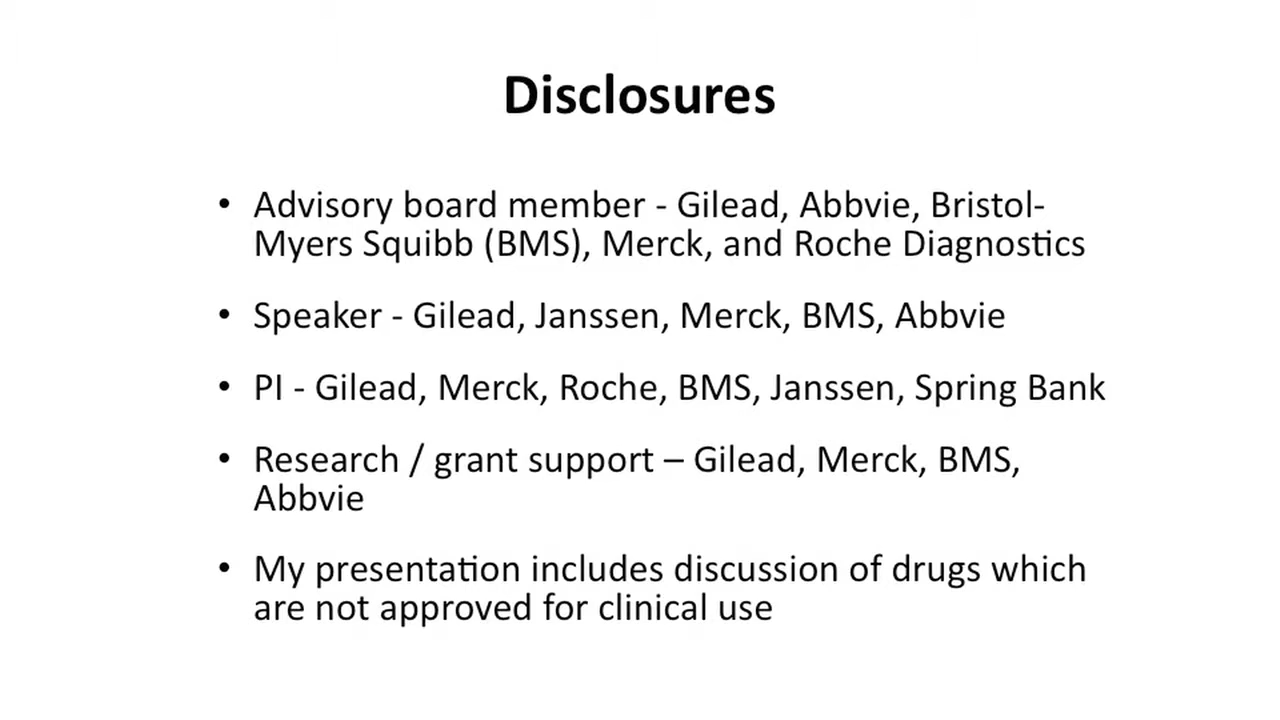 Disclosures
• Advisory board member - Gilead, Abbvie, Bristol-
Myers Squibb (BMS), Merck, and Roche Diagnostics
• Speaker - Gilead, Janssen, Merck, BMS, Abbvie
• PI - Gilead, Merck, Roche, BMS, Janssen, Spring Bank
• Research / grant support – Gilead, Merck, BMS,
Abbvie
• My presentation includes discussion of drugs which
are not approved for clinical use